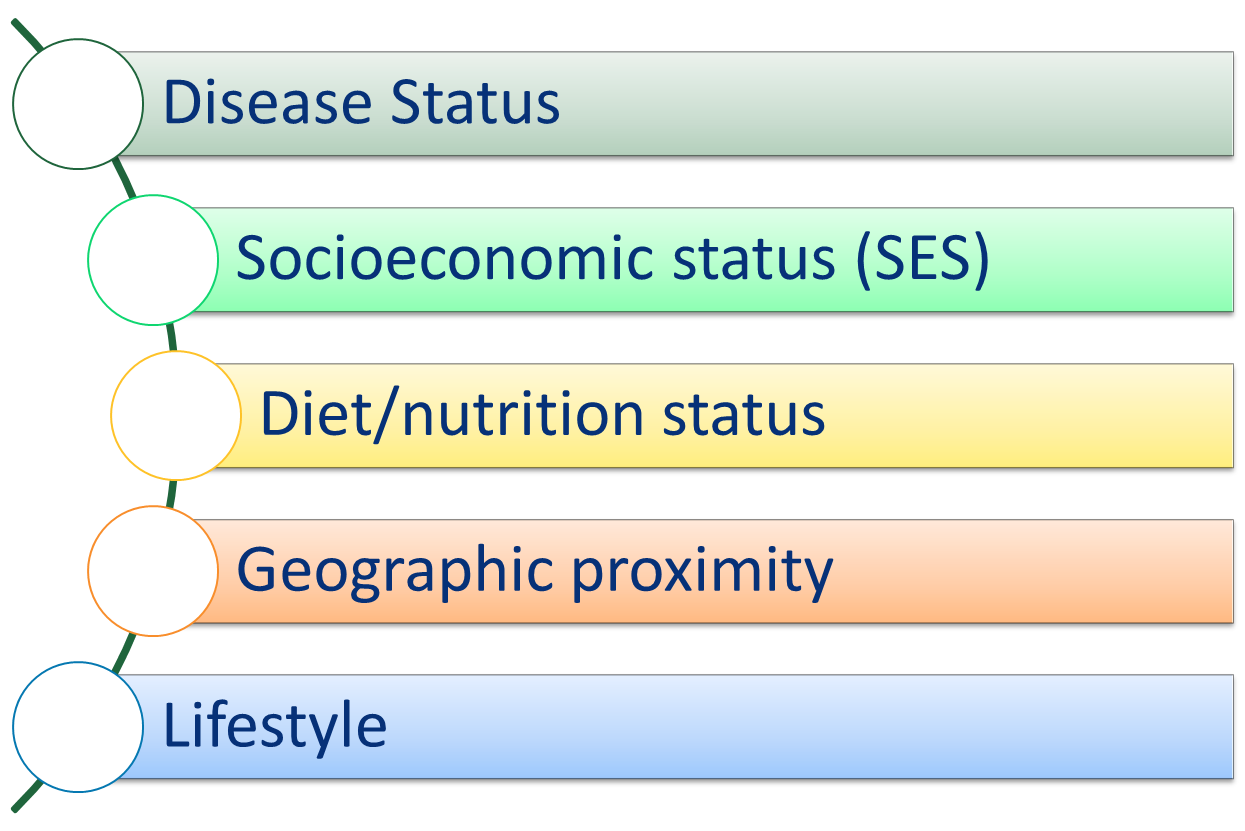 Disease Status
Socioeconomic status (SES)
Diet/nutrition status
Geographic proximity
Lifestyle